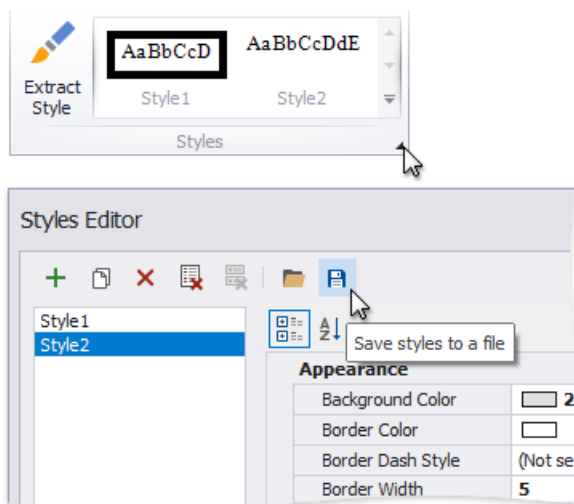 AaBbCcD
AaBbCcDdE
Extract
Style
Style1
Style2
Styles
Styles Editor
Style1
Style2
A
Z
Save styles to a file
Appearance
Background Color
2
Border Color
Border Dash Style
(Not se
Border Width
5